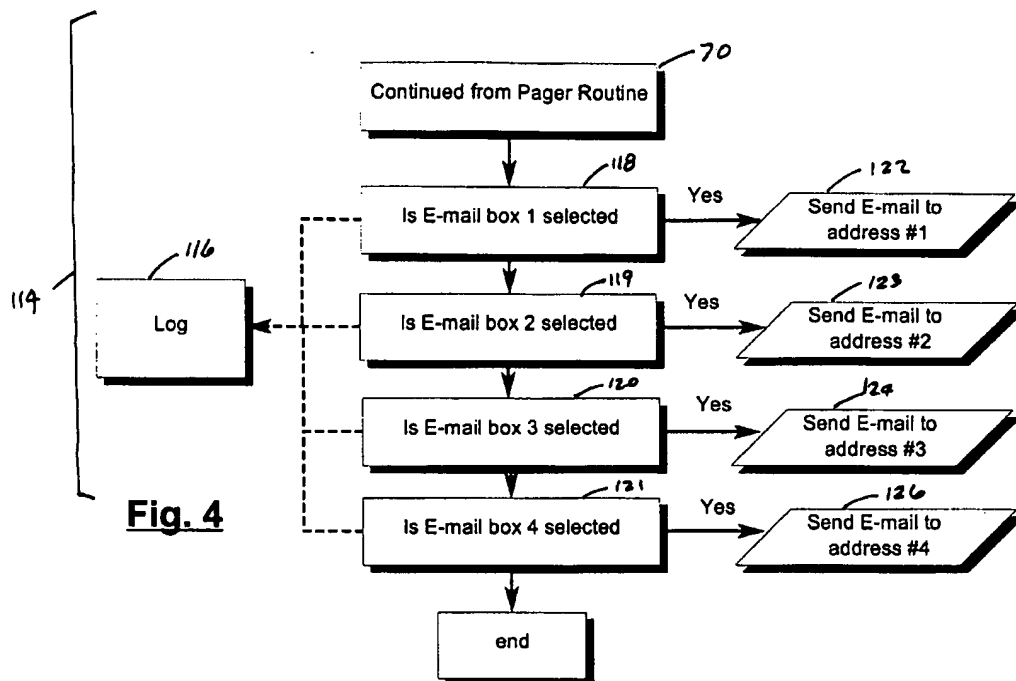 70
Continued from Pager Routine
118
Is E-mail box 1 selected
Yes
122
Send E-mail to
address #1
114
116
Log
119
Is E-mail box 2 selected
Yes
123
Send E-mail to
address #2
120
Is E-mail box 3 selected
Yes
124
Send E-mail to
address #3
121
Is E-mail box 4 selected
Yes
126
Send E-mail to
address #4
Fig. 4
end